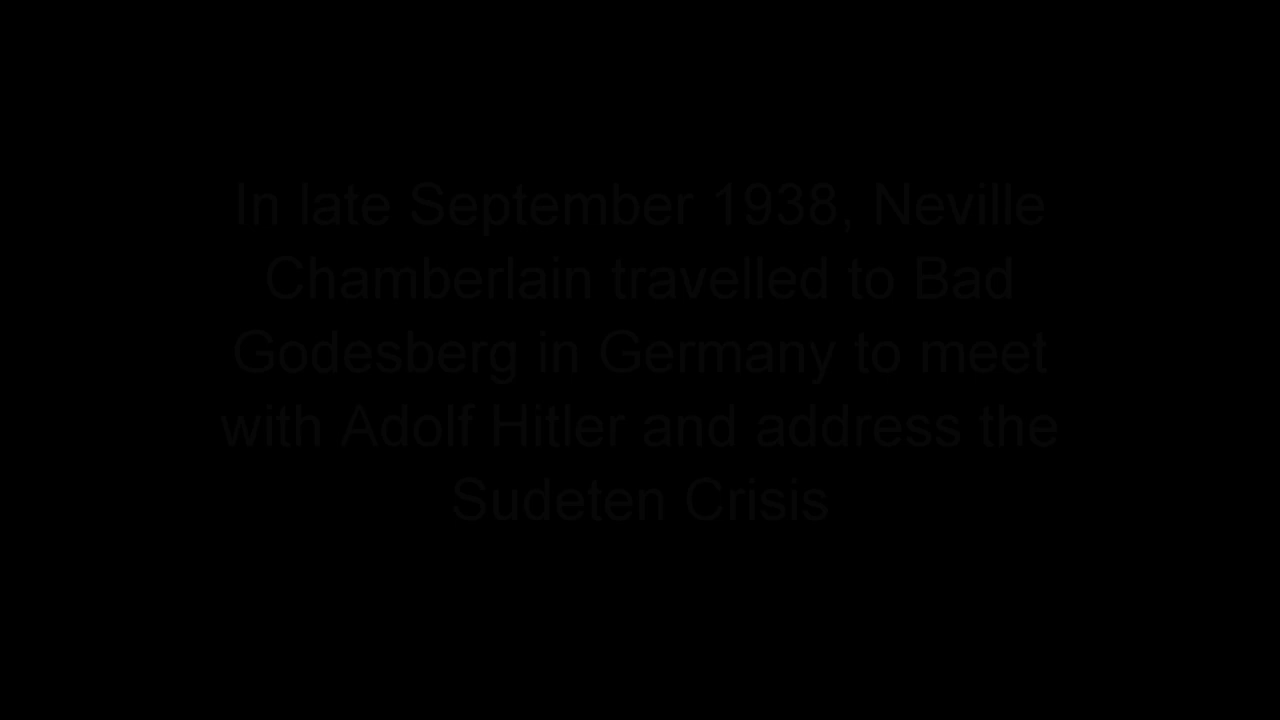 In late September 1938, Neville
Chamberlain travelled to Bad
Godesberg in Germany to meet
with Adolf Hitler and address the
Sudeten Crisis